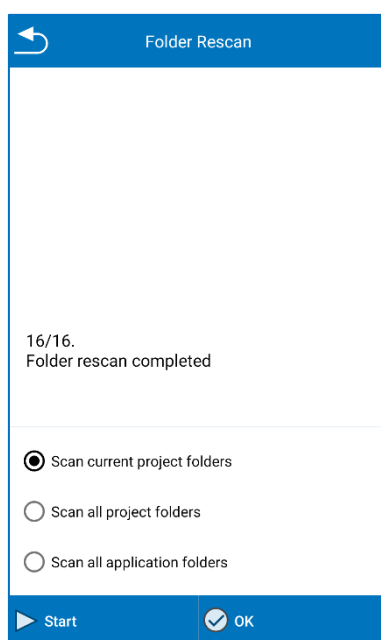 Folder Rescan
16/16.
Folder rescan completed
Scan current project folders
Scan all project folders
Scan all application folders
Start
OK